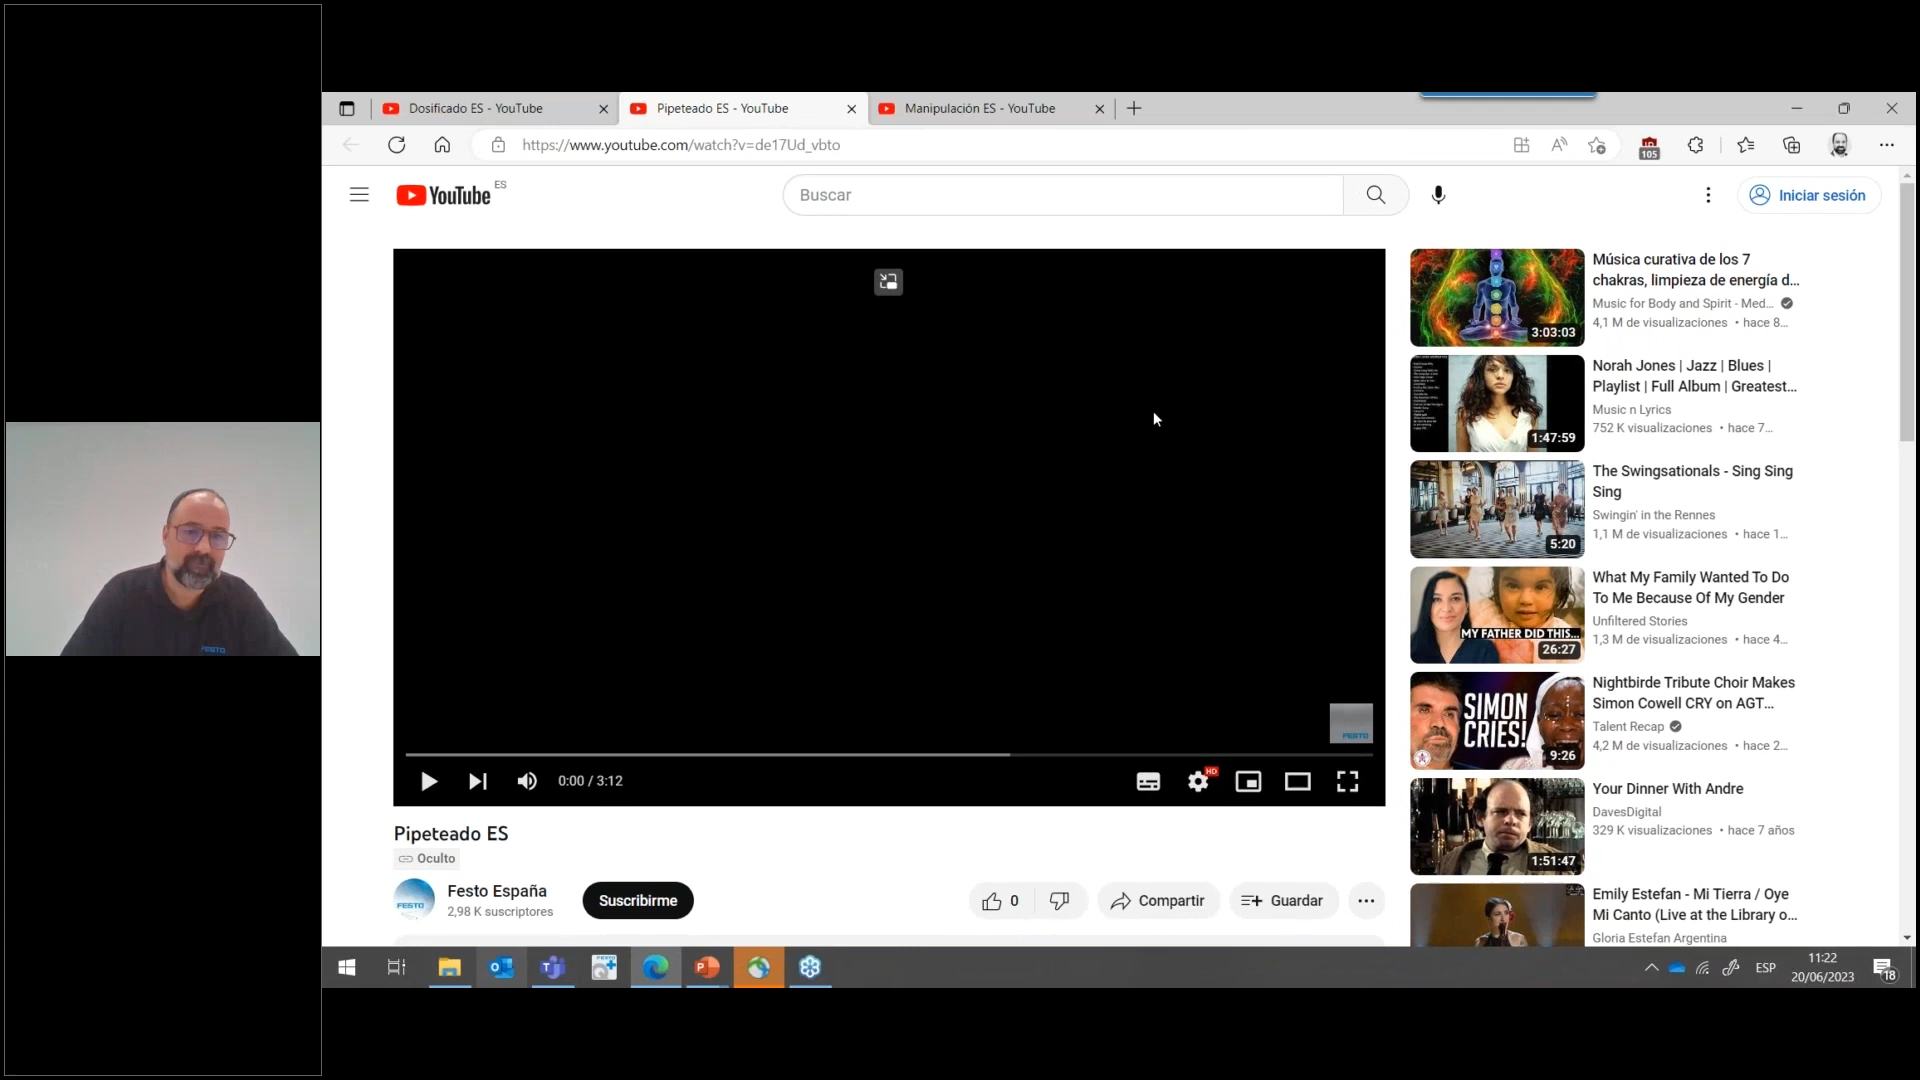 Dosificado ES - YouTube
Pipeteado ES - YouTube
Manipulación ES - YouTube
https://www.youtube.com/watch?v=de17Ud_vbto
105
YouTube ES
Buscar
Iniciar sesión
FESTO
0:00 / 3:12
HD
FESTO
Pipeteado ES
Oculto
FESTO
Festo España
2,98 K suscriptores
Suscribirme
0
Compartir
Guardar
3:03:03
Música curativa de los 7
chakras, limpieza de energía d...
Music for Body and Spirit - Med...
4,1 M de visualizaciones • hace 8...
1:47:59
Norah Jones | Jazz | Blues |
Playlist | Full Album | Greatest...
Music n Lyrics
752 K visualizaciones • hace 7...
5:20
The Swingsationals - Sing Sing
Sing
Swingin' in the Rennes
1,1 M de visualizaciones • hace 1...
MY FATHER DID THIS...
26:27
What My Family Wanted To Do
To Me Because Of My Gender
Unfiltered Stories
1,3 M de visualizaciones • hace 4...
SIMON
CRIES!
9:26
Nightbirde Tribute Choir Makes
Simon Cowell CRY on AGT...
Talent Recap
4,2 M de visualizaciones • hace 2...
1:51:47
Your Dinner With Andre
DavesDigital
329 K visualizaciones • hace 7 años
Emily Estefan - Mi Tierra / Oye
Mi Canto (Live at the Library o...
Gloria Estefan Argentina
FESTO
ESP
11:22
20/06/2023
18